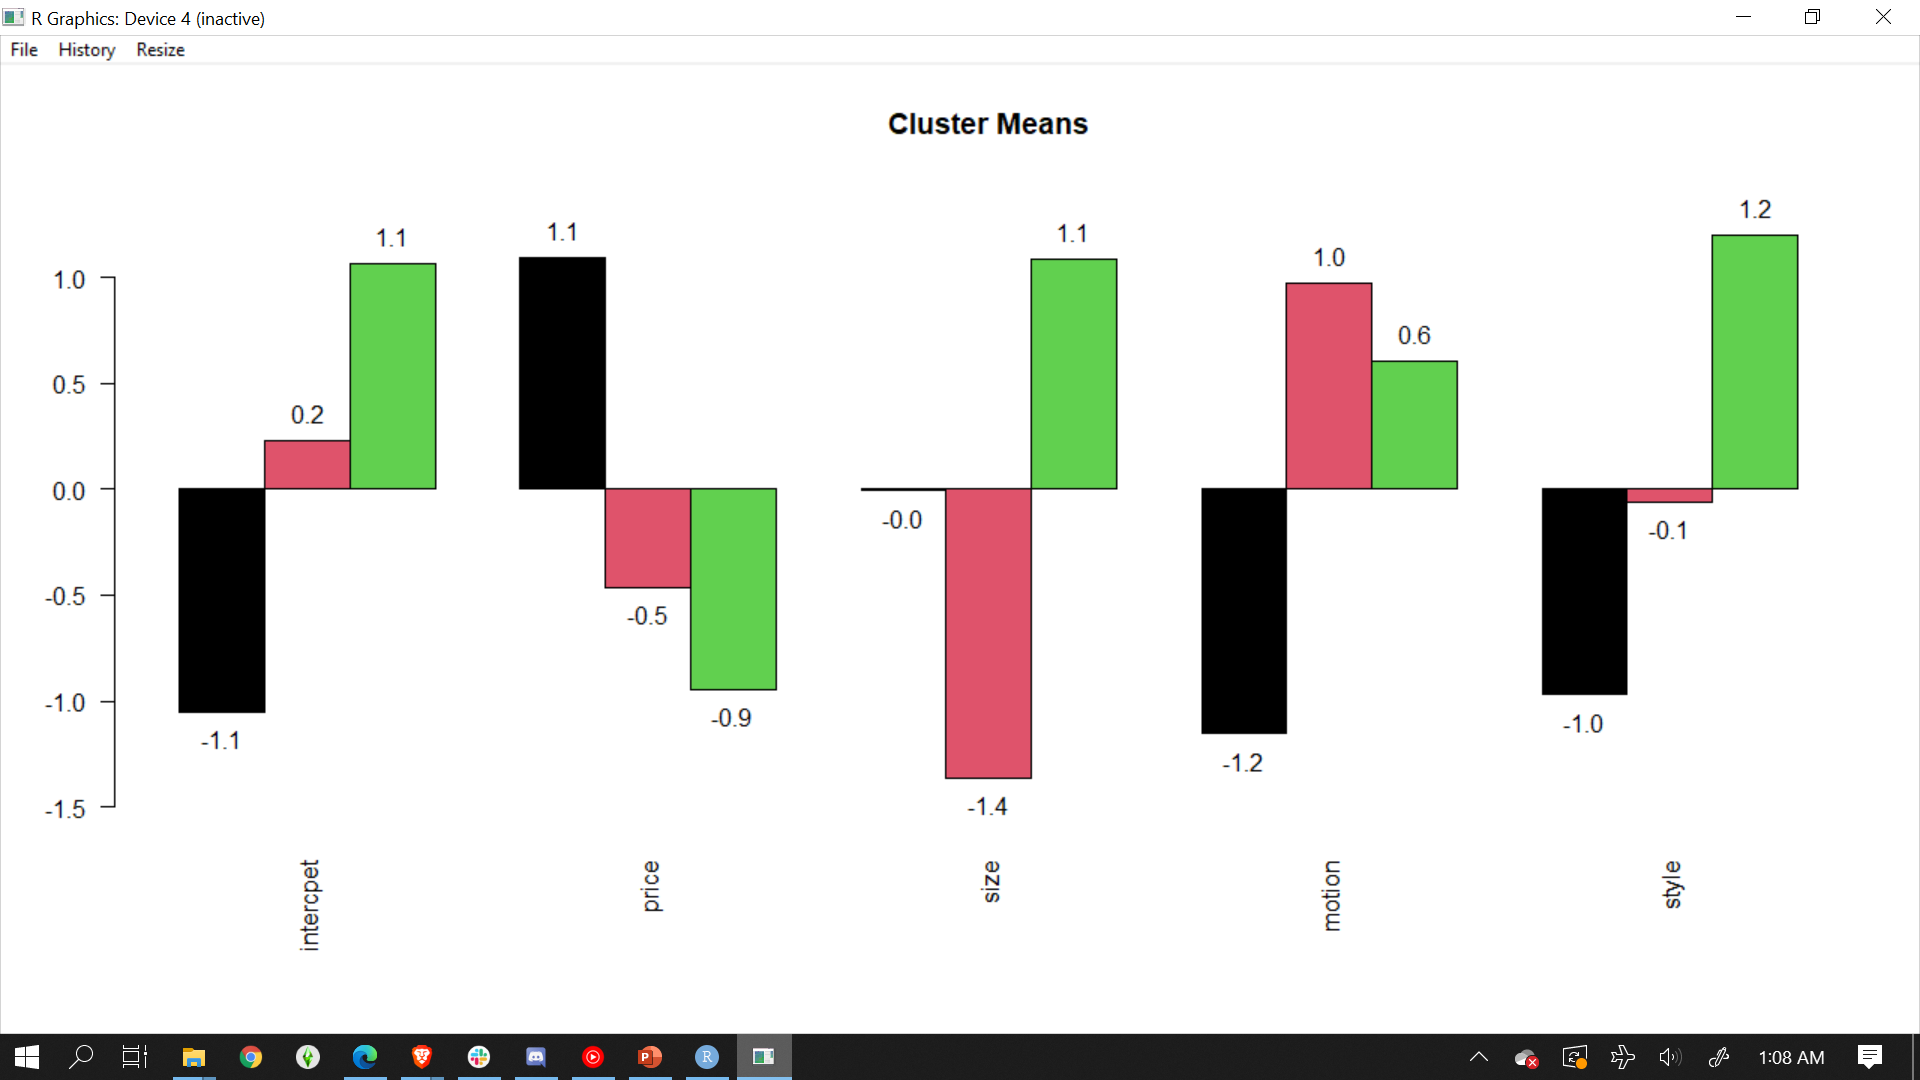 R Graphics: Device 4 (inactive)
File History Resize
Cluster Means
1.0
0.5
0.0
-0.5
-1.0
-1.5
-1.1
0.2
1.1
1.1
-0.5
-0.9
-0.0
-1.4
1.1
-1.2
1.0
0.6
-1.0
-0.1
1.2
intercpet
price
size
motion
style
1:08 AM